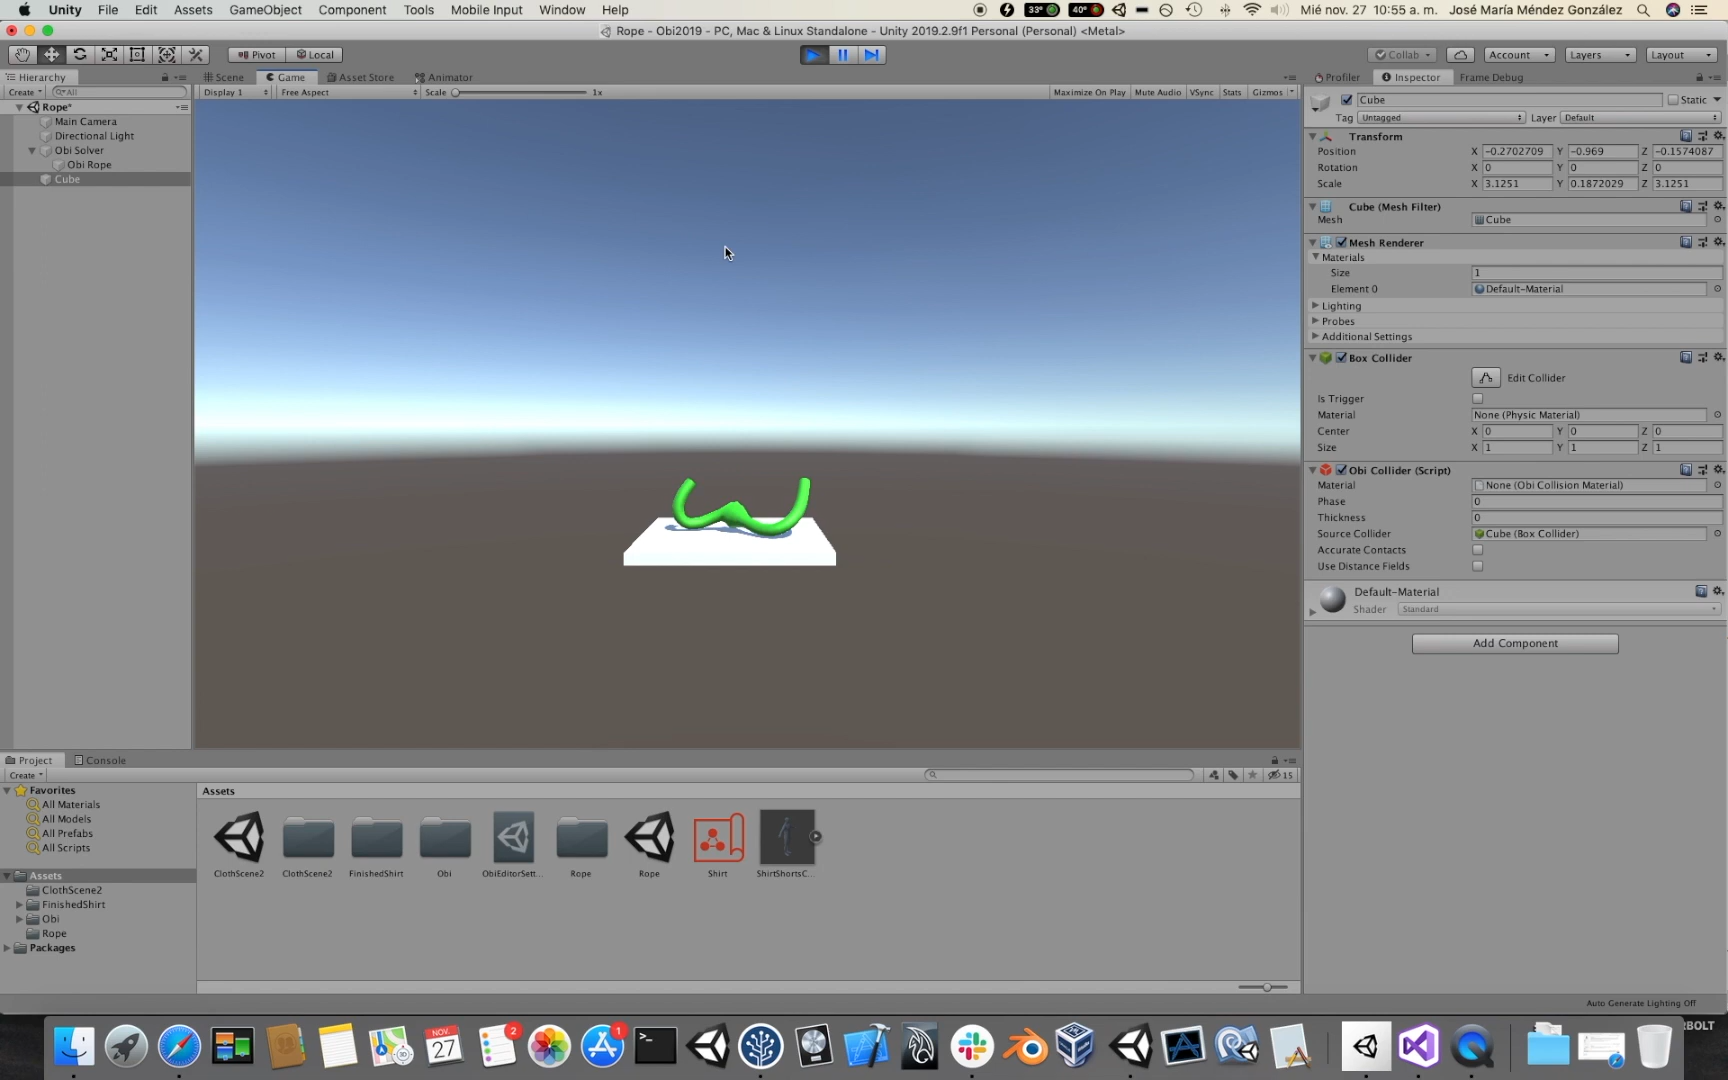 Unity File Edit Assets GameObject Component Tools Mobile Input Window Help 33° 40° Mié nov. 27 10:55 a. m. José María Méndez González
Rope - Obi2019 - PC, Mac & Linux Standalone - Unity 2019.2.9f1 Personal (Personal) <Metal>
Pivot Local Collab Account Layers Layout
Hierarchy Scene Game Asset Store Animator Profiler Inspector Frame Debug
Create All Display 1 Free Aspect Scale 1x Maximize On Play Mute Audio VSync Stats Gizmos
Rope*
Main Camera
Directional Light
Obi Solver
Obi Rope
Cube
Cube Static
Tag Untagged Layer Default
Transform
Position X -0.2702709 Y -0.969 Z -0.1574087
Rotation X 0 Y 0 Z 0
Scale X 3.1251 Y 0.1872029 Z 3.1251
Cube (Mesh Filter)
Mesh Cube
Mesh Renderer
Materials
Size 1
Element 0 Default-Material
Lighting
Probes
Additional Settings
Box Collider
Edit Collider
Is Trigger
Material None (Physic Material)
Center X 0 Y 0 Z 0
Size X 1 Y 1 Z 1
Obi Collider (Script)
Material None (Obi Collision Material)
Phase 0
Thickness 0
Source Collider Cube (Box Collider)
Accurate Contacts
Use Distance Fields
Default-Material
Shader Standard
Add Component
Project Console
Create 15
Favorites
All Materials
All Models
All Prefabs
All Scripts
Assets
ClothScene2
FinishedShirt
Obi
Rope
Packages
Assets
ClothScene2 ClothScene2 FinishedShirt Obi ObiEditorSett... Rope Rope Shirt ShirtShortsC...
Auto Generate Lighting Off
NOV. 27 2 1
RBOLT